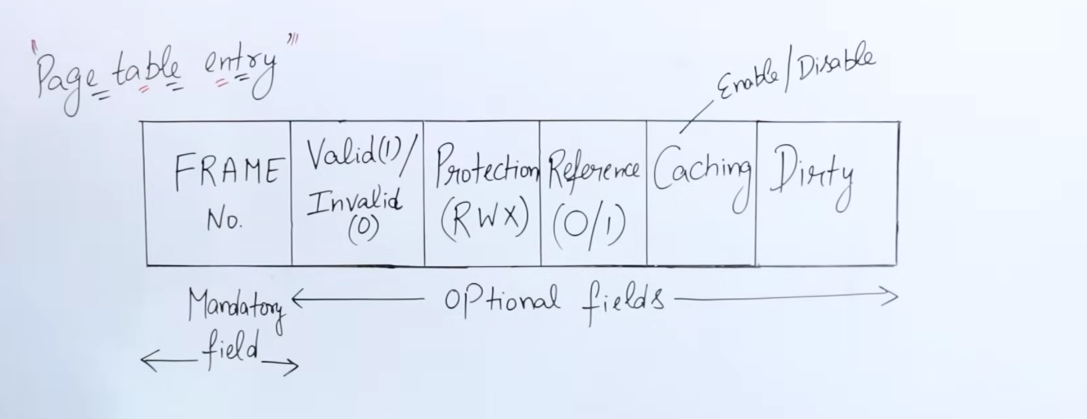 "Page table entry"
Enable/Disable
FRAME No.
Valid(1)/ Invalid (0)
Protection (RWX)
Reference (0/1)
Caching
Dirty
Mandatory field
Optional fields